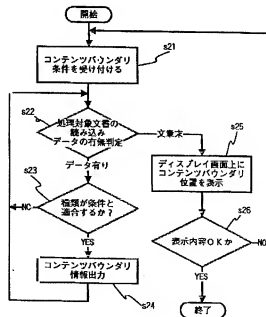 開始
s21
コンテンツバウンダリ
条件を受け付ける
s22
処理対象文書の
読み込み
データの有無判定
文章末
データ有り
s23
種類が条件と
適合するか?
NO
YES
コンテンツバウンダリ
情報出力
s24
s25
ディスプレイ画面上に
コンテンツバウンダリ
位置を表示
s26
表示内容OKか
NO
YES
終了